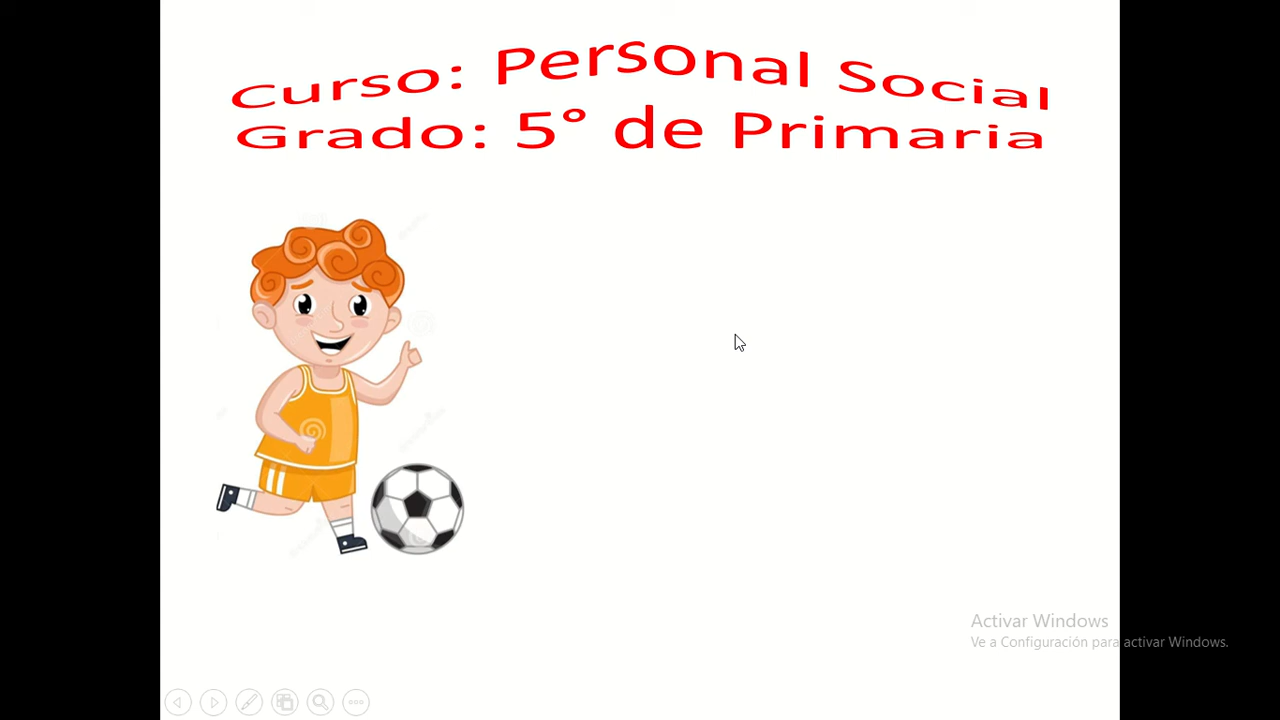 Curso: Personal Social
Grado: 5° de Primaria
Activar Windows
Ve a Configuración para activar Windows.